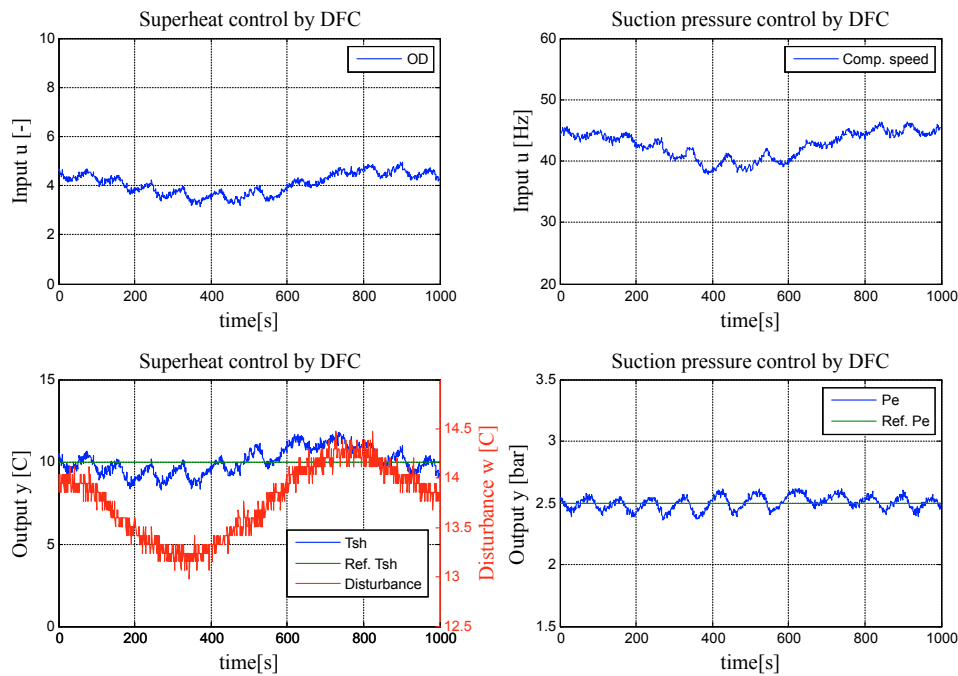 Superheat control by DFC
10
8
6
4
2
0
Input u [-]
OD
0 200 400 600 800 1000
time[s]
Suction pressure control by DFC
60
50
40
30
20
Input u [Hz]
Comp. speed
0 200 400 600 800 1000
time[s]
Superheat control by DFC
15
10
5
0
Output y [C]
14.5
14
13.5
13
12.5
Disturbance w [C]
Tsh
Ref. Tsh
Disturbance
0 200 400 600 800 1000
time[s]
Suction pressure control by DFC
3.5
3
2.5
2
1.5
Output y [bar]
Pe
Ref. Pe
0 200 400 600 800 1000
time[s]